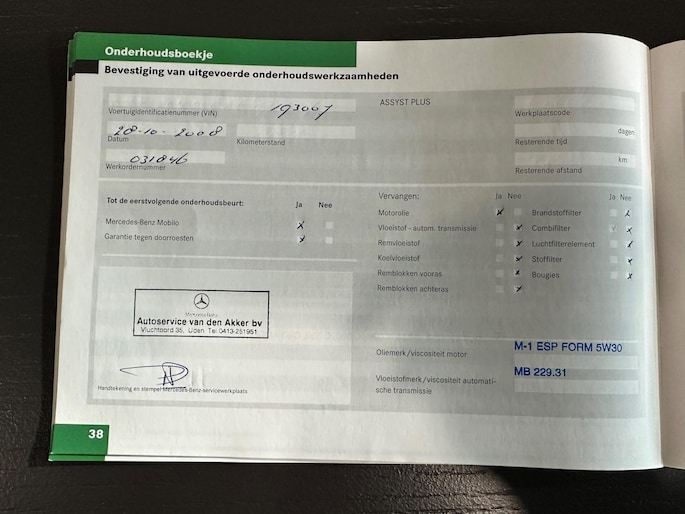 Onderhoudsboekje
Bevestiging van uitgevoerde onderhoudswerkzaamheden
193007
Voertuigidentificatienummer (VIN)
28-10-2008
Datum
Kilometerstand
031846
Werkordernummer
ASSYST PLUS
Werkplaatscode
dagen
Resterende tijd
km
Resterende afstand
Tot de eerstvolgende onderhoudsbeurt: Ja Nee
Mercedes-Benz Mobilo x
Garantie tegen doorroesten x
Vervangen: Ja Nee Ja Nee
Motorolie x Brandstoffilter x
Vloeistof - autom. transmissie x Combifilter x
Remvloeistof x Luchtfilterelement x
Koelvloeistof x Stoffilter x
Remblokken vooras x Bougies x
Remblokken achteras x
Mercedes-Benz
Autoservice van den Akker bv
Vluchtoord 35, Uden Tel 0413-251951
Handtekening en stempel Mercedes-Benz-servicewerkplaats
M-1 ESP FORM 5W30
Oliemerk/viscositeit motor
MB 229.31
Vloeistofmerk/viscositeit automati-
sche transmissie
38